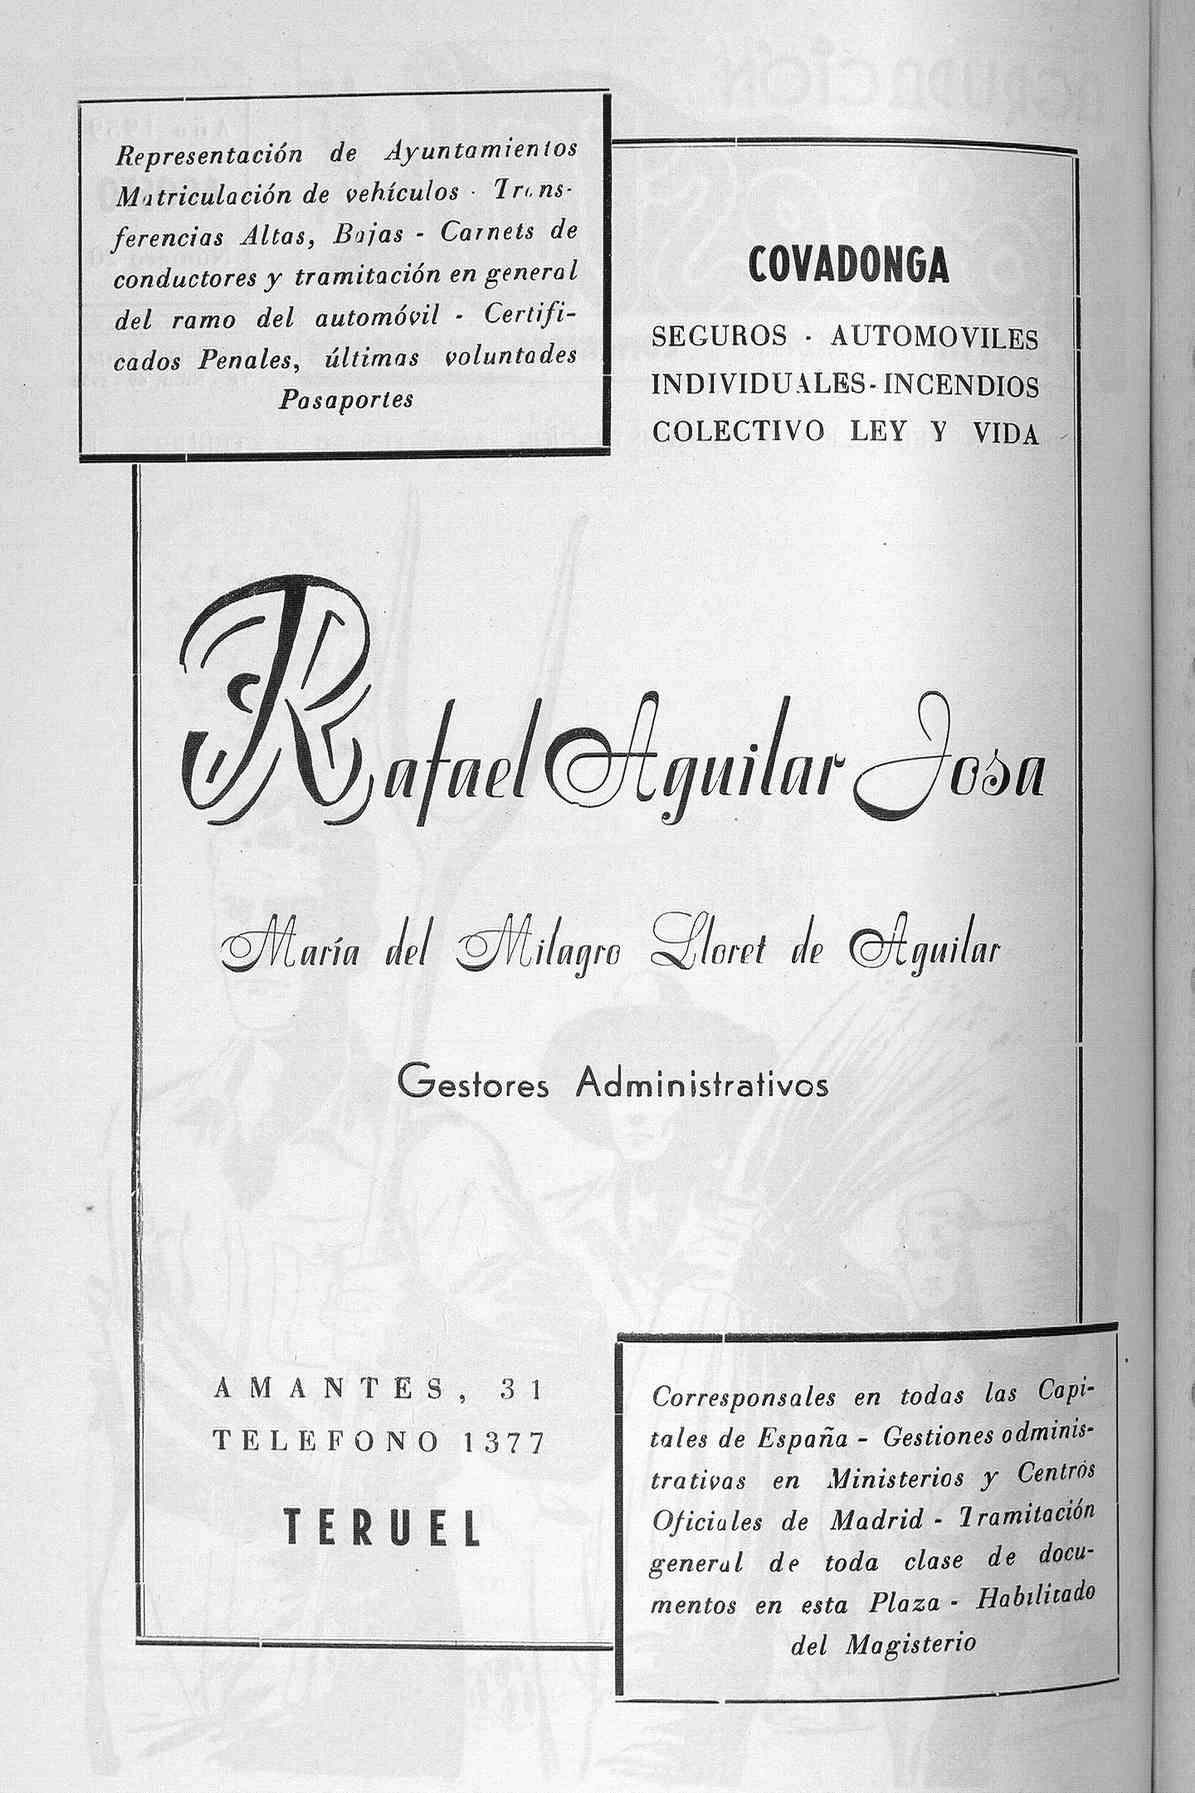 Representación de Ayuntamientos
Matriculación de vehículos - Trans-
ferencias Altas, Bajas - Carnets de
conductores y tramitación en general
del ramo del automóvil - Certifi-
cados Penales, últimas voluntades
Pasaportes
COVADONGA
SEGUROS - AUTOMOVILES
INDIVIDUALES - INCENDIOS
COLECTIVO LEY Y VIDA
Rafael Aguilar Josa
María del Milagro Lloret de Aguilar
Gestores Administrativos
AMANTES, 31
TELEFONO 1377
TERUEL
Corresponsales en todas las Capi-
tales de España - Gestiones adminis-
trativas en Ministerios y Centros
Oficiales de Madrid - Tramitación
general de toda clase de docu-
mentos en esta Plaza - Habilitado
del Magisterio